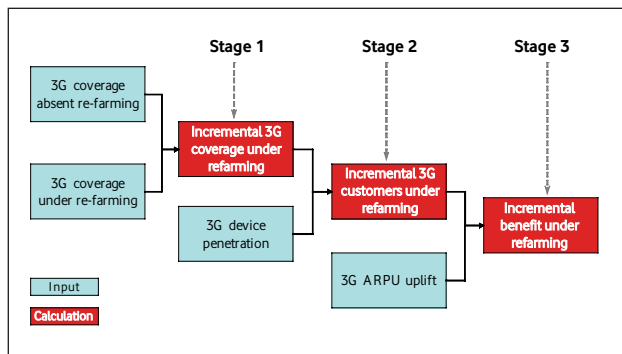 Stage 1
Stage 2
Stage 3
3G coverage
absent re-farming
Incremental 3G
coverage under
refarming
3G coverage
under re-farming
Incremental 3G
customers under
refarming
3G device
penetration
Incremental
benefit under
refarming
3G ARPU uplift
Input
Calculation